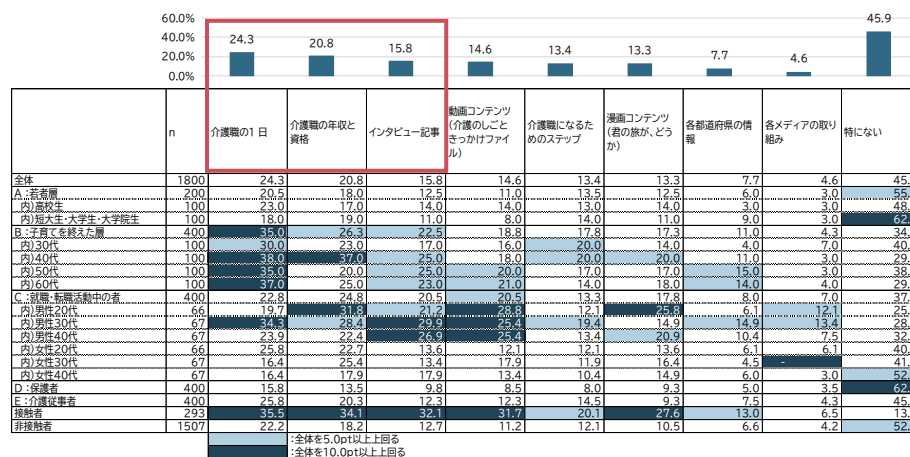 60.0%
40.0%
20.0%
0.0%
24.3 20.8 15.8 14.6 13.4 13.3 7.7 4.6 45.9
n 介護職の1日 介護職の年収と資格 インタビュー記事 動画コンテンツ(介護のしごときっかけファイル) 介護職になるためのステップ 漫画コンテンツ(君の旅が、どうか) 各都道府県の情報 各メディアの取り組み 特にない
全体 1800 24.3 20.8 15.8 14.6 13.4 13.3 7.7 4.6 45.
A:若者層 200 20.5 18.0 12.5 11.0 13.5 12.5 6.0 3.0 55.
内)高校生 100 23.0 17.0 14.0 14.0 13.0 14.0 3.0 3.0 48.
内)短大生・大学生・大学院生 100 18.0 19.0 11.0 8.0 14.0 11.0 9.0 3.0 62.
B:子育てを終えた層 400 35.0 26.3 22.5 18.8 17.8 17.3 11.0 4.3 34.
内)30代 100 30.0 23.0 17.0 16.0 20.0 14.0 4.0 7.0 40.
内)40代 100 38.0 37.0 25.0 18.0 20.0 20.0 11.0 3.0 29.
内)50代 100 35.0 20.0 25.0 20.0 17.0 17.0 15.0 3.0 38.
内)60代 100 37.0 25.0 23.0 21.0 14.0 18.0 14.0 4.0 29.
C:就職・転職活動中の者 400 22.8 24.8 20.5 20.5 13.3 17.8 8.0 7.0 37.
内)男性20代 66 19.7 31.8 21.2 28.8 12.1 25.8 6.1 12.1 25.
内)男性30代 67 34.3 28.4 29.9 25.4 19.4 14.9 14.9 13.4 28.
内)男性40代 67 23.9 22.4 26.9 25.4 13.4 20.9 10.4 7.5 32.
内)女性20代 66 25.8 22.7 13.6 12.1 12.1 13.6 6.1 6.1 40.
内)女性30代 67 16.4 25.4 13.4 17.9 11.9 16.4 4.5 - 41.
内)女性40代 67 16.4 17.9 17.9 13.4 10.4 14.9 6.0 3.0 52.
D:保護者 400 15.8 13.5 9.8 8.5 8.0 9.3 5.0 3.5 62.
E:介護従事者 400 25.8 20.3 12.3 12.3 14.5 9.3 7.5 4.3 45.
接触者 293 35.5 34.1 32.1 31.7 20.1 27.6 13.0 6.5 13.
非接触者 1507 22.2 18.2 12.7 11.2 12.1 10.5 6.6 4.2 52.
:全体を5.0pt以上上回る
:全体を10.0pt以上上回る